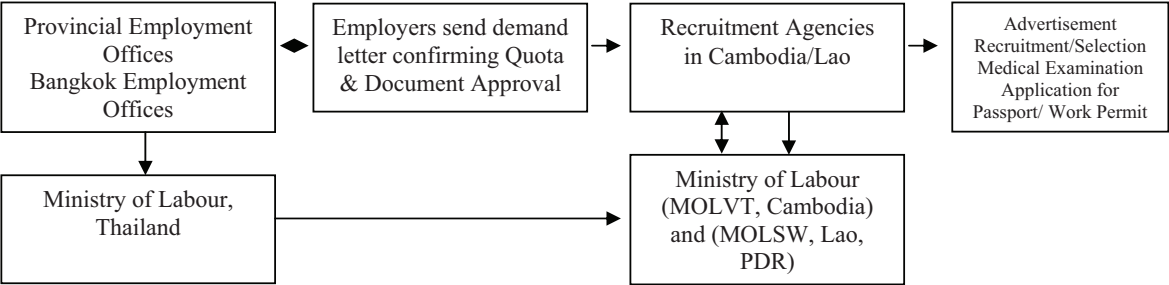 Provincial Employment
Offices
Bangkok Employment
Offices
Employers send demand
letter confirming Quota
& Document Approval
Recruitment Agencies
in Cambodia/Lao
Advertisement
Recruitment/Selection
Medical Examination
Application for
Passport/ Work Permit
Ministry of Labour,
Thailand
Ministry of Labour
(MOLVT, Cambodia)
and (MOLSW, Lao,
PDR)